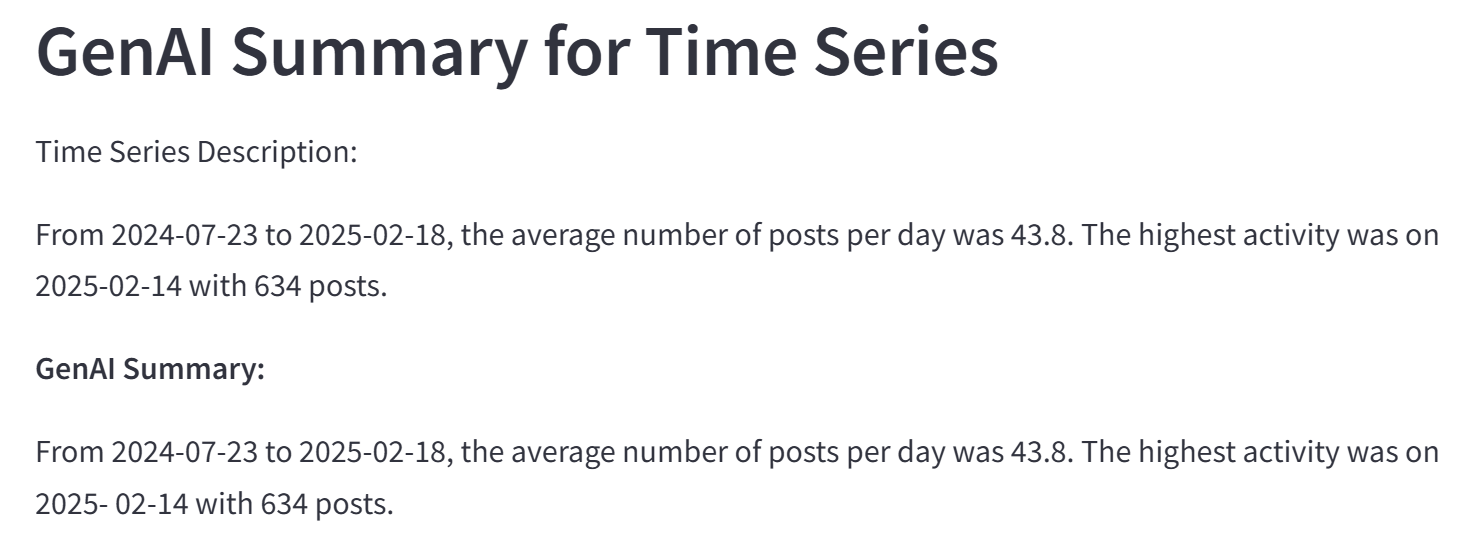 GenAI Summary for Time Series
Time Series Description:
From 2024-07-23 to 2025-02-18, the average number of posts per day was 43.8. The highest activity was on
2025-02-14 with 634 posts.
GenAI Summary:
From 2024-07-23 to 2025-02-18, the average number of posts per day was 43.8. The highest activity was on
2025- 02-14 with 634 posts.